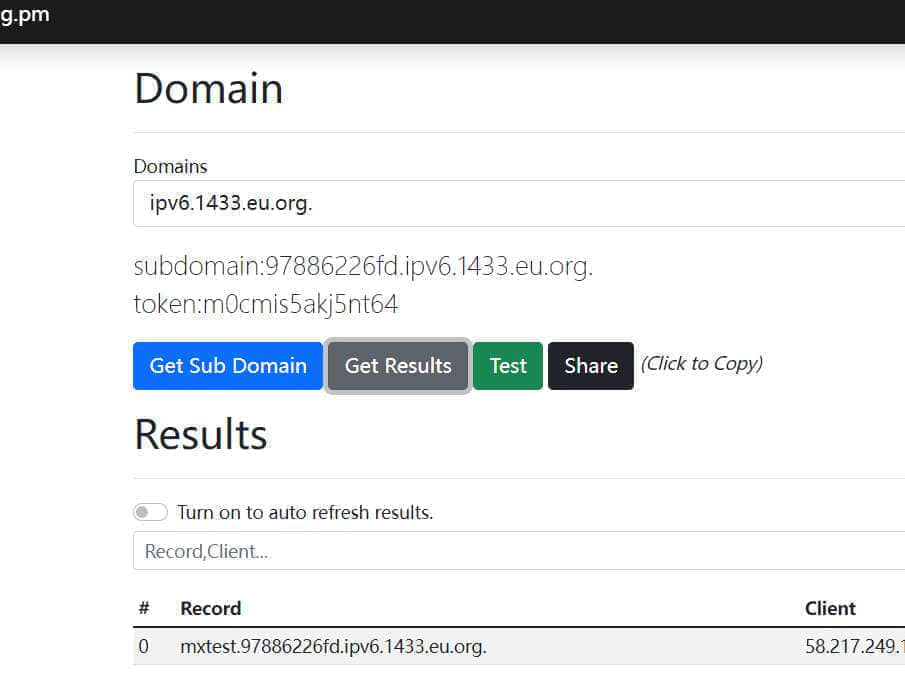 g.pm
Domain
Domains
ipv6.1433.eu.org.
subdomain:97886226fd.ipv6.1433.eu.org.
token:m0cmis5akj5nt64
Get Sub Domain Get Results Test Share (Click to Copy)
Results
Turn on to auto refresh results.
Record,Client...
# Record Client
0 mxtest.97886226fd.ipv6.1433.eu.org. 58.217.249.1